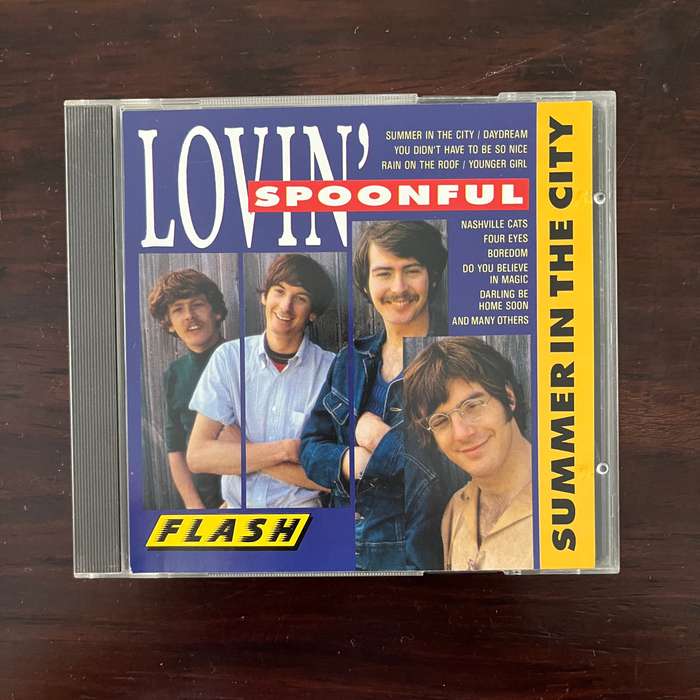 LOVIN'
SPOONFUL
SUMMER IN THE CITY / DAYDREAM
YOU DIDN'T HAVE TO BE SO NICE
RAIN ON THE ROOF / YOUNGER GIRL
NASHVILLE CATS
FOUR EYES
BOREDOM
DO YOU BELIEVE
IN MAGIC
DARLING BE
HOME SOON
AND MANY OTHERS
SUMMER IN THE CITY
FLASH